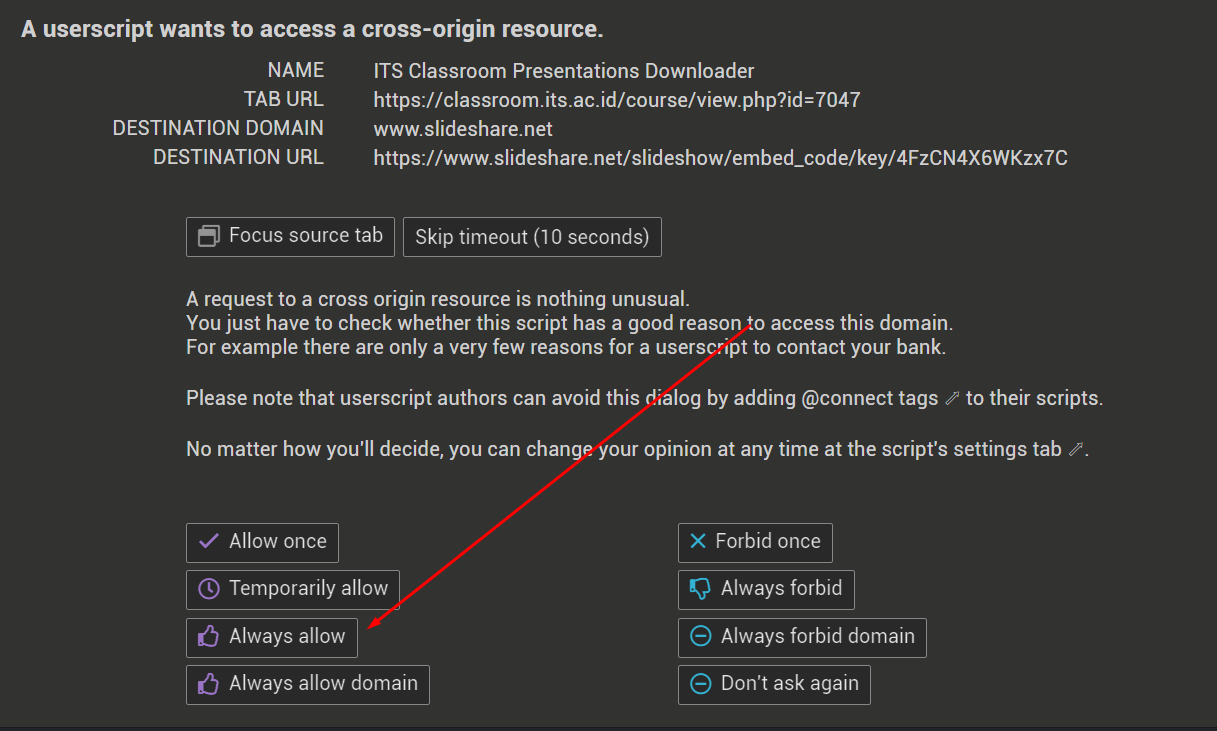 A userscript wants to access a cross-origin resource.
NAME ITS Classroom Presentations Downloader
TAB URL https://classroom.its.ac.id/course/view.php?id=7047
DESTINATION DOMAIN www.slideshare.net
DESTINATION URL https://www.slideshare.net/slideshow/embed_code/key/4FzCN4X6WKzx7C
Focus source tab Skip timeout (10 seconds)
A request to a cross origin resource is nothing unusual.
You just have to check whether this script has a good reason to access this domain.
For example there are only a very few reasons for a userscript to contact your bank.
Please note that userscript authors can avoid this dialog by adding @connect tags to their scripts.
No matter how you'll decide, you can change your opinion at any time at the script's settings tab .
Allow once Forbid once
Temporarily allow Always forbid
Always allow Always forbid domain
Always allow domain Don't ask again